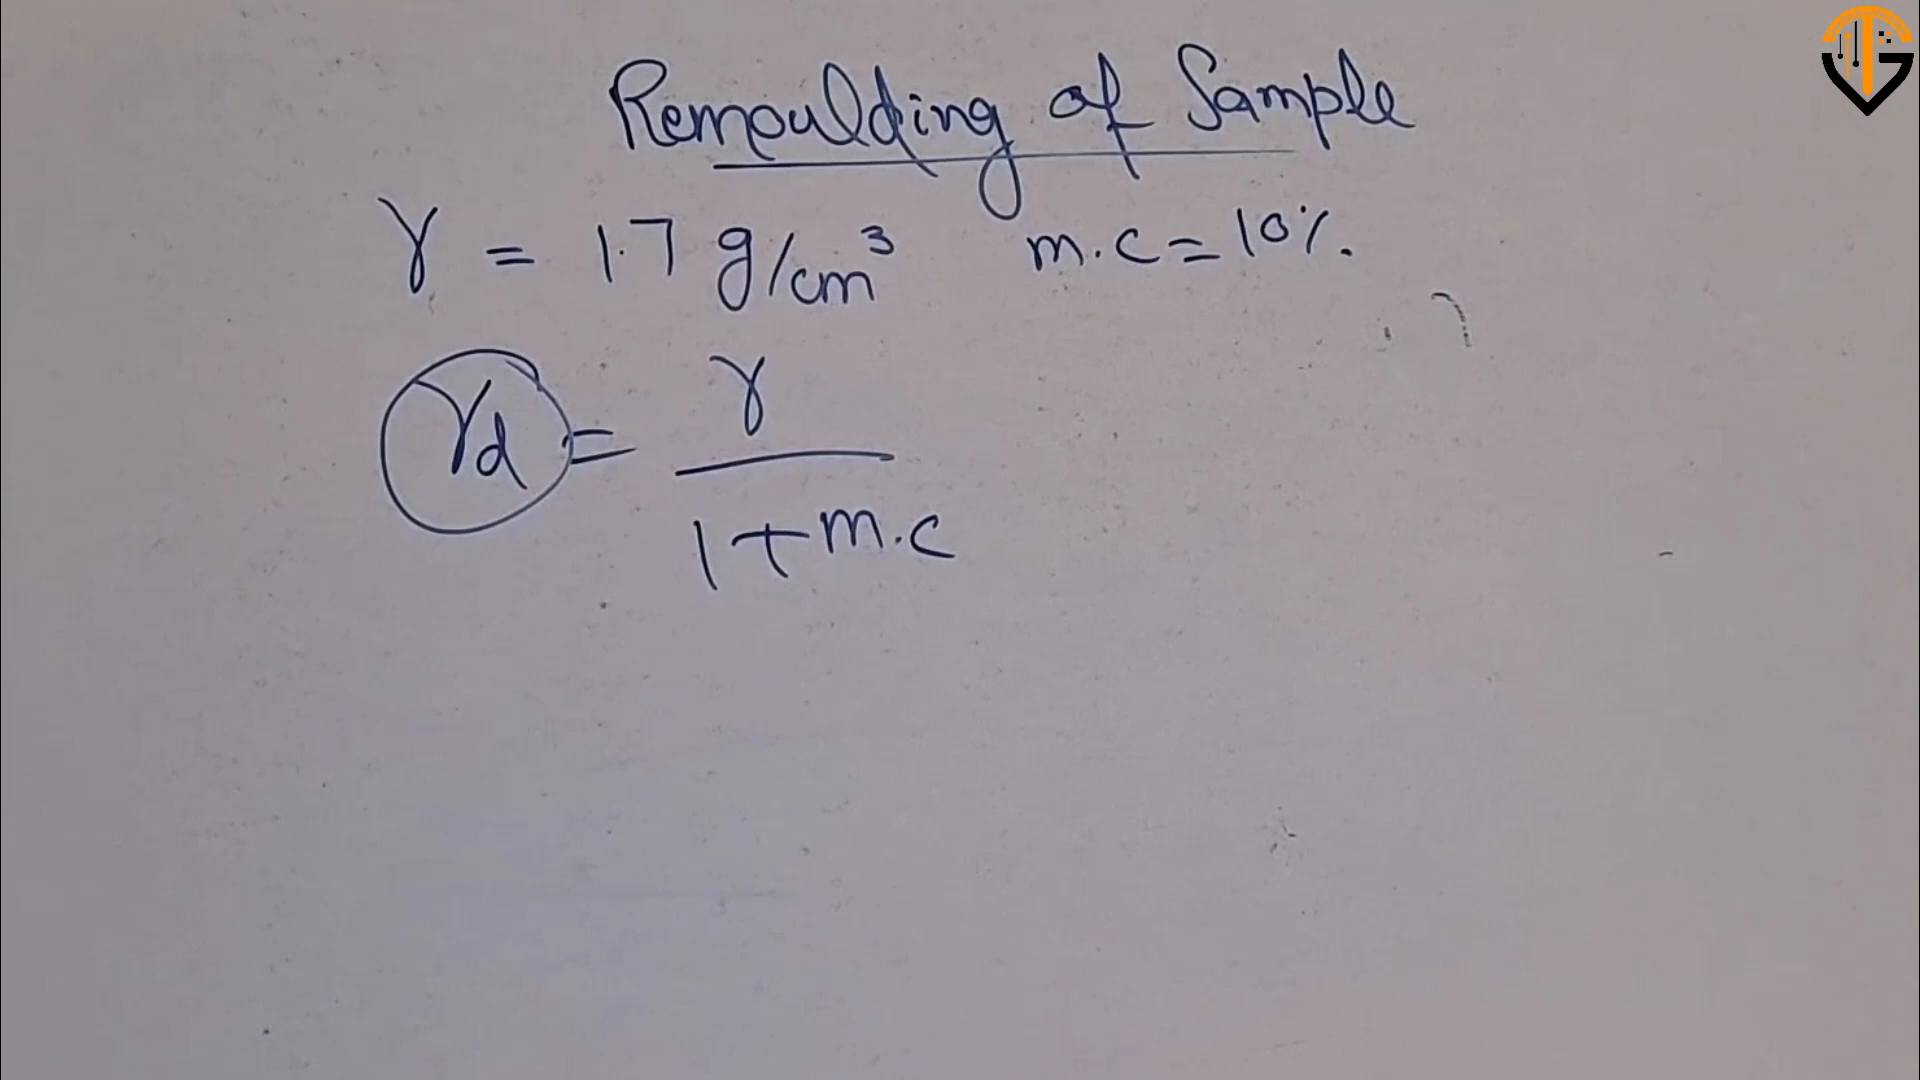 Remoulding of Sample
γ = 1.7 g/cm³ m.c = 10%.
γd = γ / 1+m.c